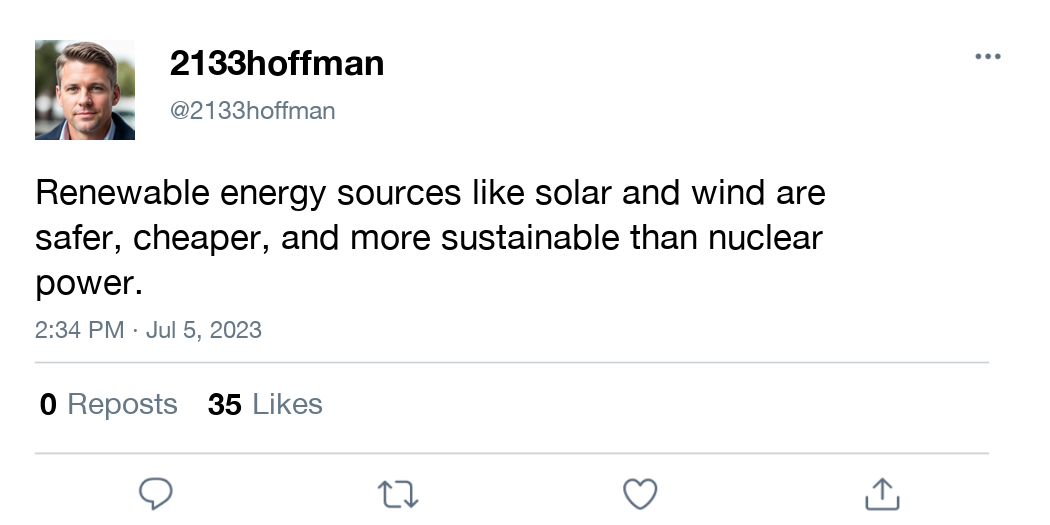 2133hoffman
@2133hoffman
Renewable energy sources like solar and wind are
safer, cheaper, and more sustainable than nuclear
power.
2:34 PM · Jul 5, 2023
0 Reposts 35 Likes